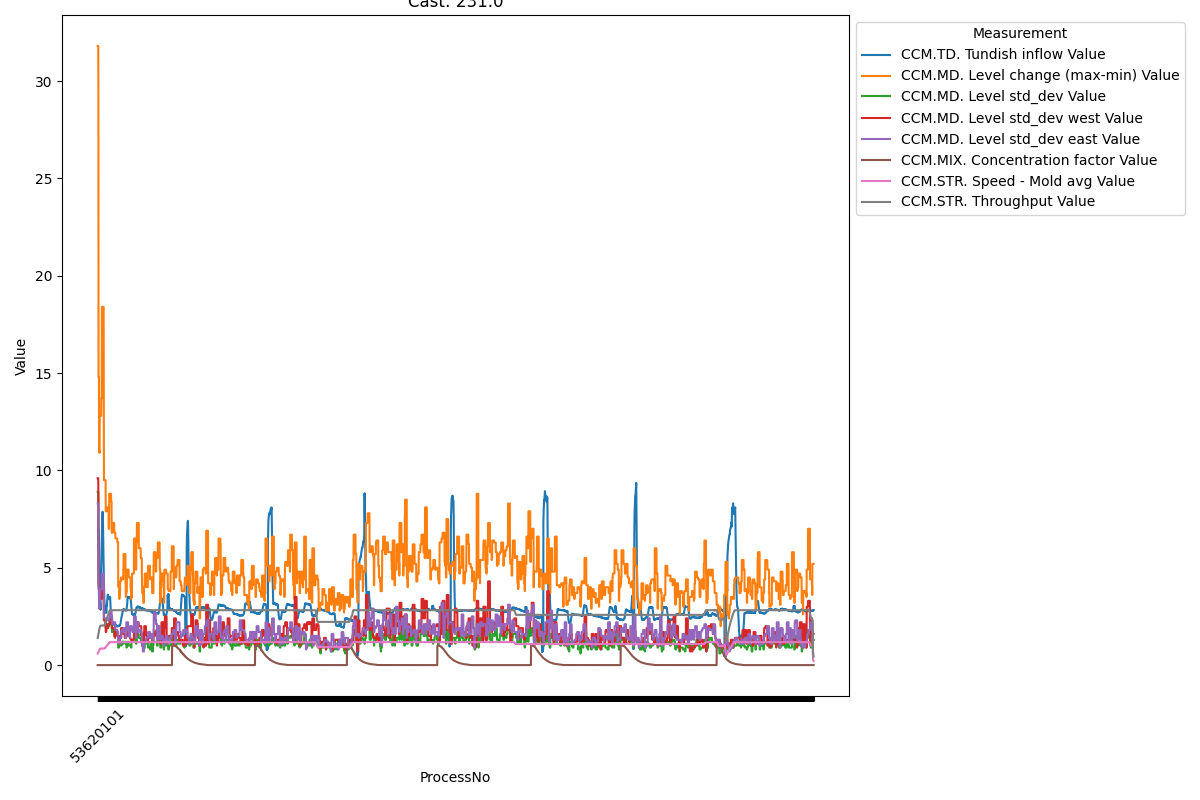 Cast: 231.0
Measurement
CCM.TD. Tundish inflow Value
CCM.MD. Level change (max-min) Value
CCM.MD. Level std_dev Value
CCM.MD. Level std_dev west Value
CCM.MD. Level std_dev east Value
CCM.MIX. Concentration factor Value
CCM.STR. Speed - Mold avg Value
CCM.STR. Throughput Value
30
25
20
15
10
5
0
Value
53620101
ProcessNo